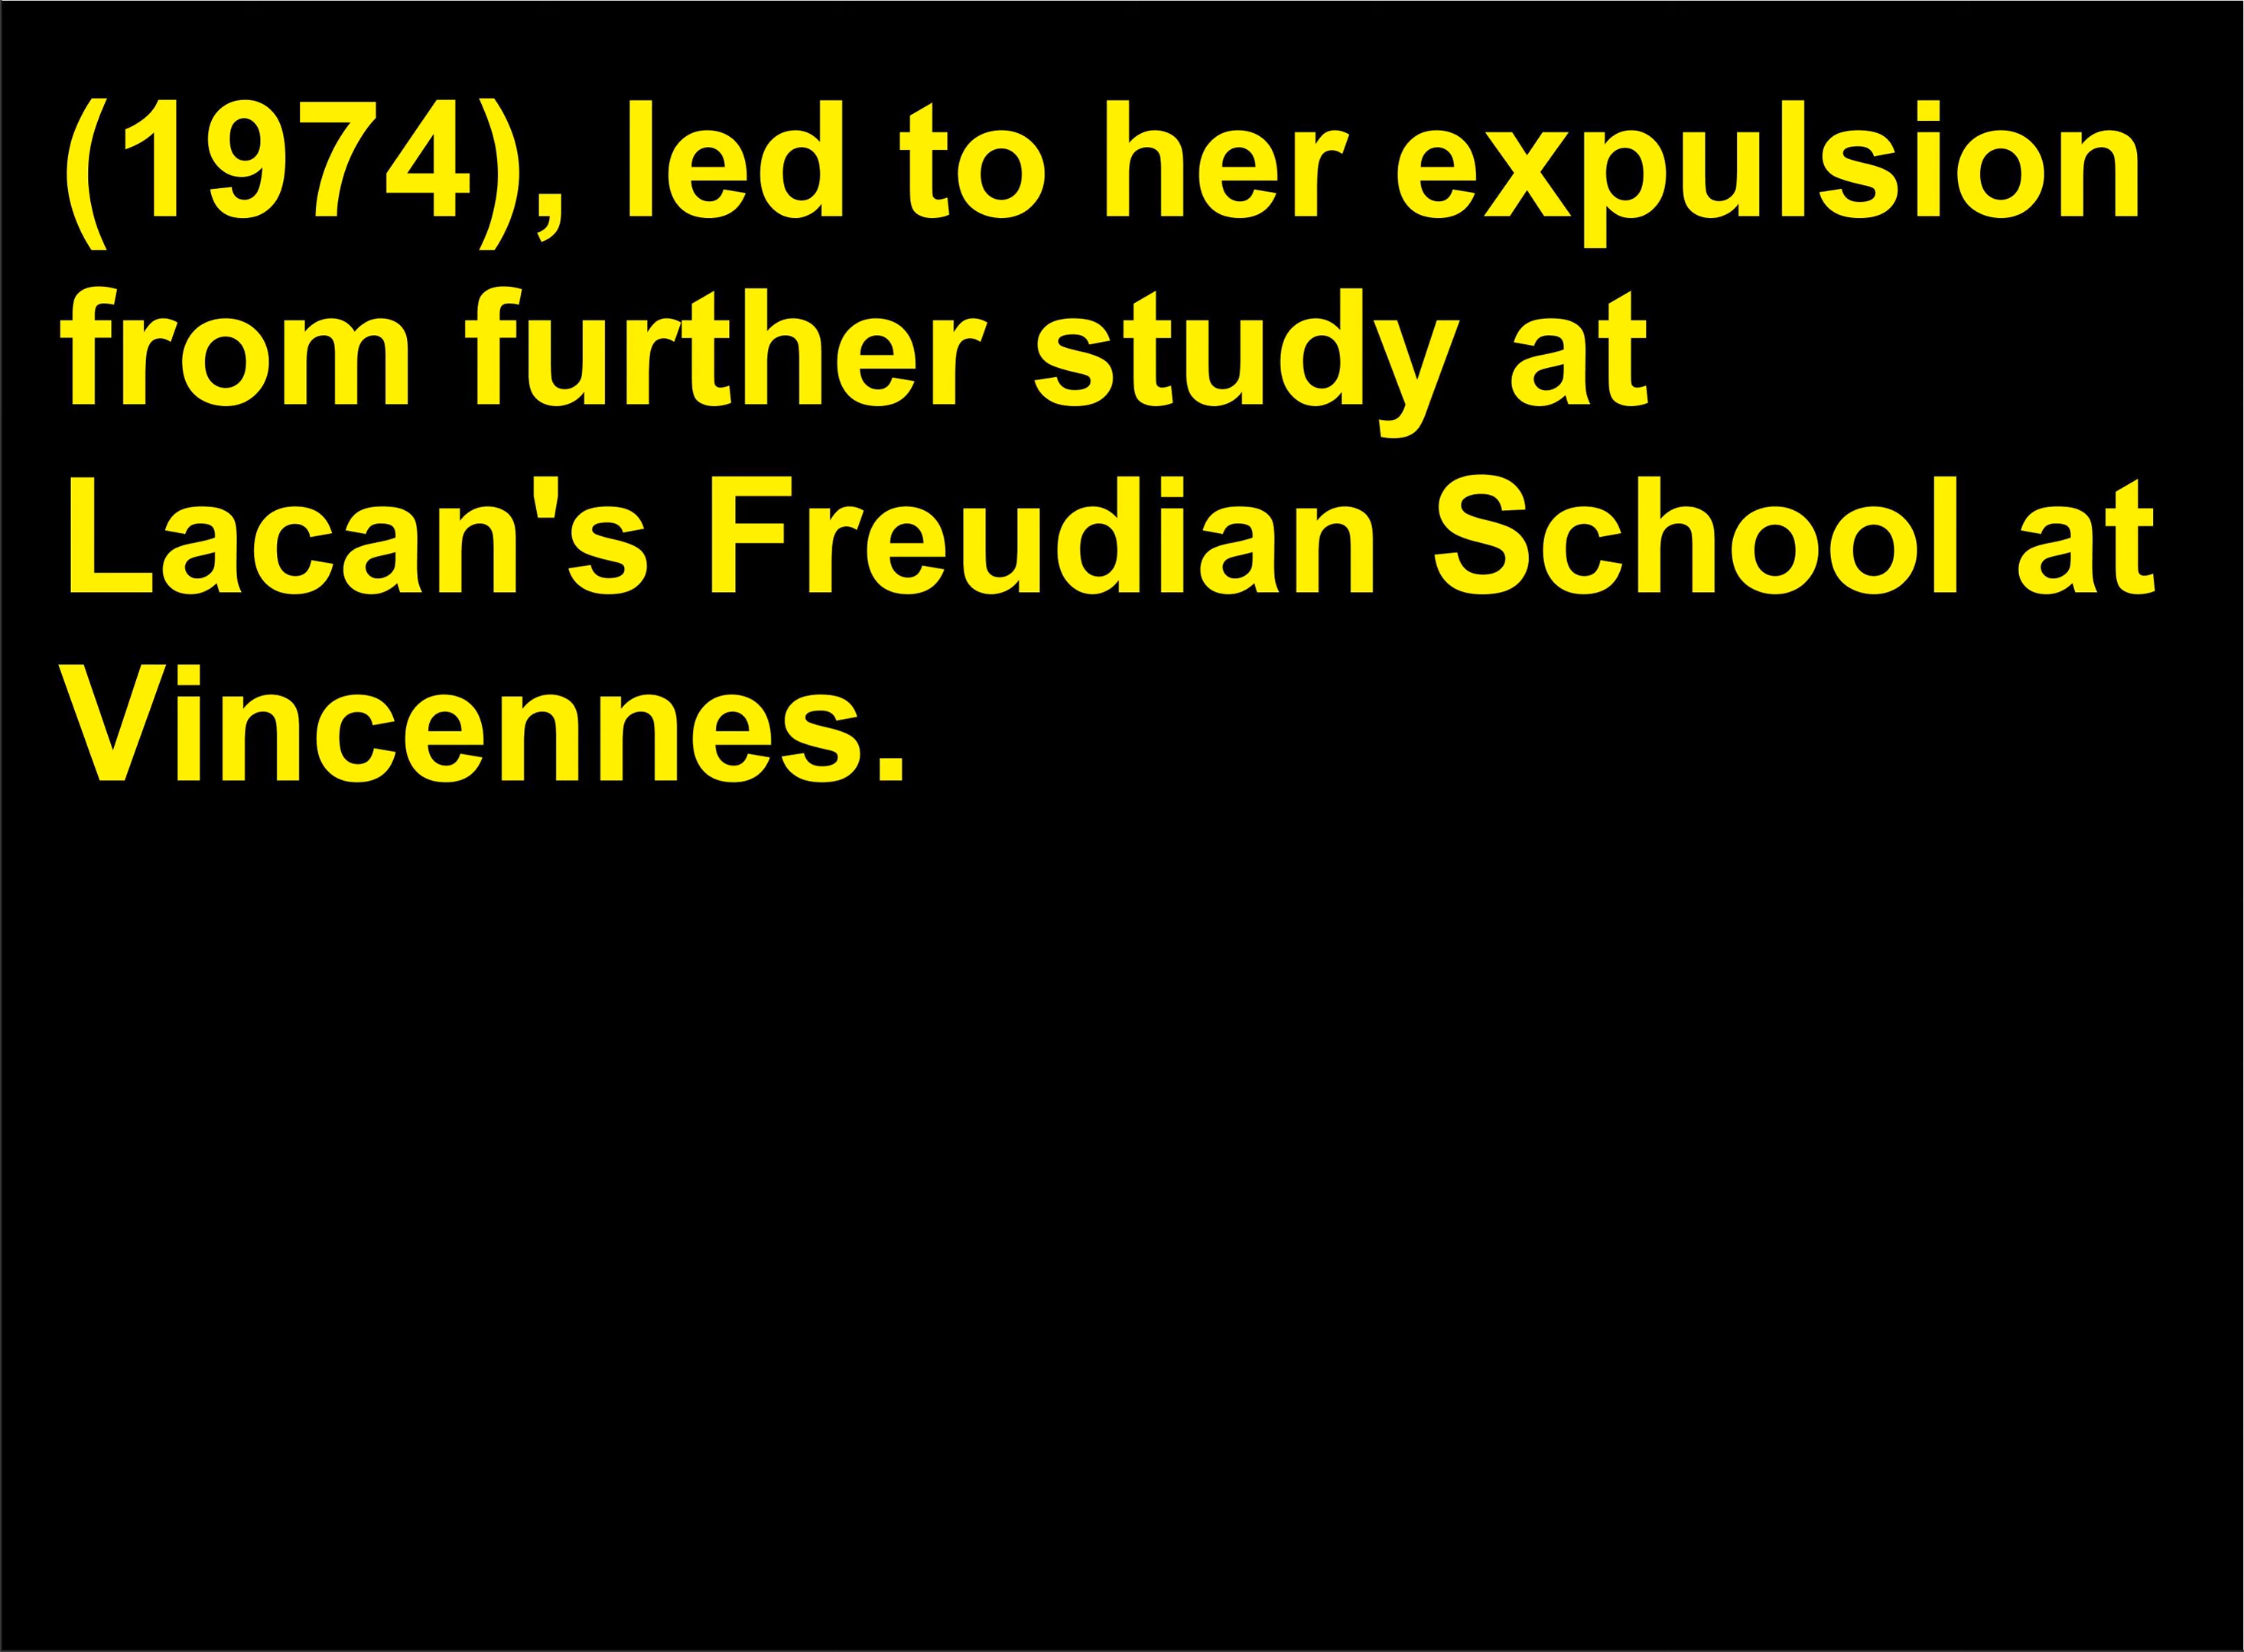 (1974), led to her expulsion
from further study at
Lacan's Freudian School at
Vincennes.